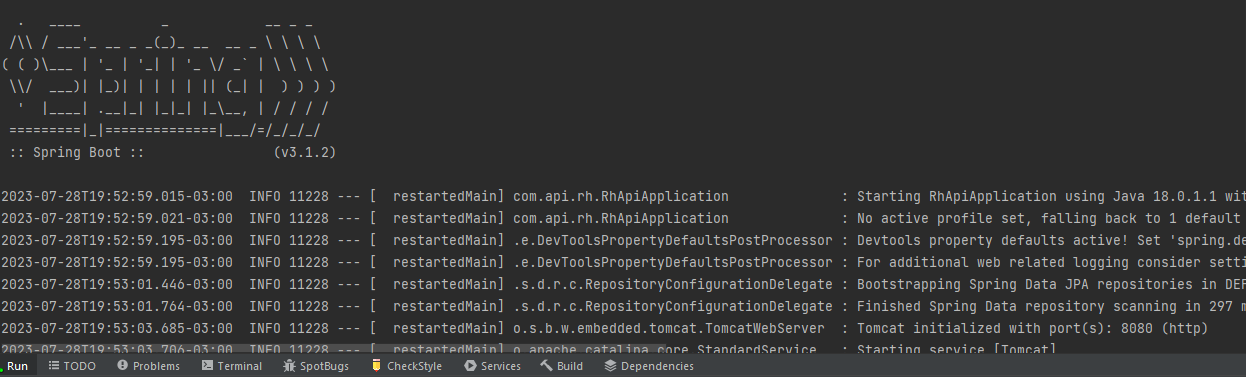 .   ____          _            __ _ _
 /\\ / ___'_ __ _ _(_)_ __  __ _ \ \ \ \
( ( )\___ | '_ | '_| | '_ \/ _` | \ \ \ \
 \\/  ___)| |_)| | | | | || (_| |  ) ) ) )
  '  |____| .__|_| |_|_| |_\__, | / / / /
 =========|_|==============|___/=/_/_/_/
 :: Spring Boot ::                (v3.1.2)
2023-07-28T19:52:59.015-03:00  INFO 11228 --- [  restartedMain] com.api.rh.RhApiApplication              : Starting RhApiApplication using Java 18.0.1.1 wit
2023-07-28T19:52:59.021-03:00  INFO 11228 --- [  restartedMain] com.api.rh.RhApiApplication              : No active profile set, falling back to 1 default
2023-07-28T19:52:59.195-03:00  INFO 11228 --- [  restartedMain] .e.DevToolsPropertyDefaultsPostProcessor : Devtools property defaults active! Set 'spring.de
2023-07-28T19:52:59.195-03:00  INFO 11228 --- [  restartedMain] .e.DevToolsPropertyDefaultsPostProcessor : For additional web related logging consider setti
2023-07-28T19:53:01.446-03:00  INFO 11228 --- [  restartedMain] .s.d.r.c.RepositoryConfigurationDelegate : Bootstrapping Spring Data JPA repositories in DEF
2023-07-28T19:53:01.764-03:00  INFO 11228 --- [  restartedMain] .s.d.r.c.RepositoryConfigurationDelegate : Finished Spring Data repository scanning in 297 m
2023-07-28T19:53:03.685-03:00  INFO 11228 --- [  restartedMain] o.s.b.w.embedded.tomcat.TomcatWebServer  : Tomcat initialized with port(s): 8080 (http)
2023-07-28T19:53:03.706-03:00  INFO 11228 --- [  restartedMain] o.apache.catalina.core.StandardService   : Starting service [Tomcat]
Run TODO Problems Terminal SpotBugs CheckStyle Services Build Dependencies